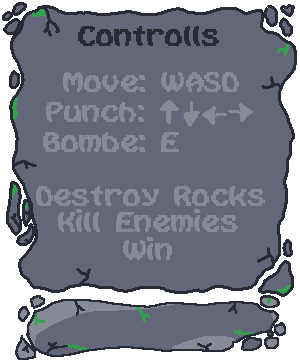 Controlls
Move: WASD
Punch: ↑↓←→
Bombe: E
Destroy Rocks
Kill Enemies
Win